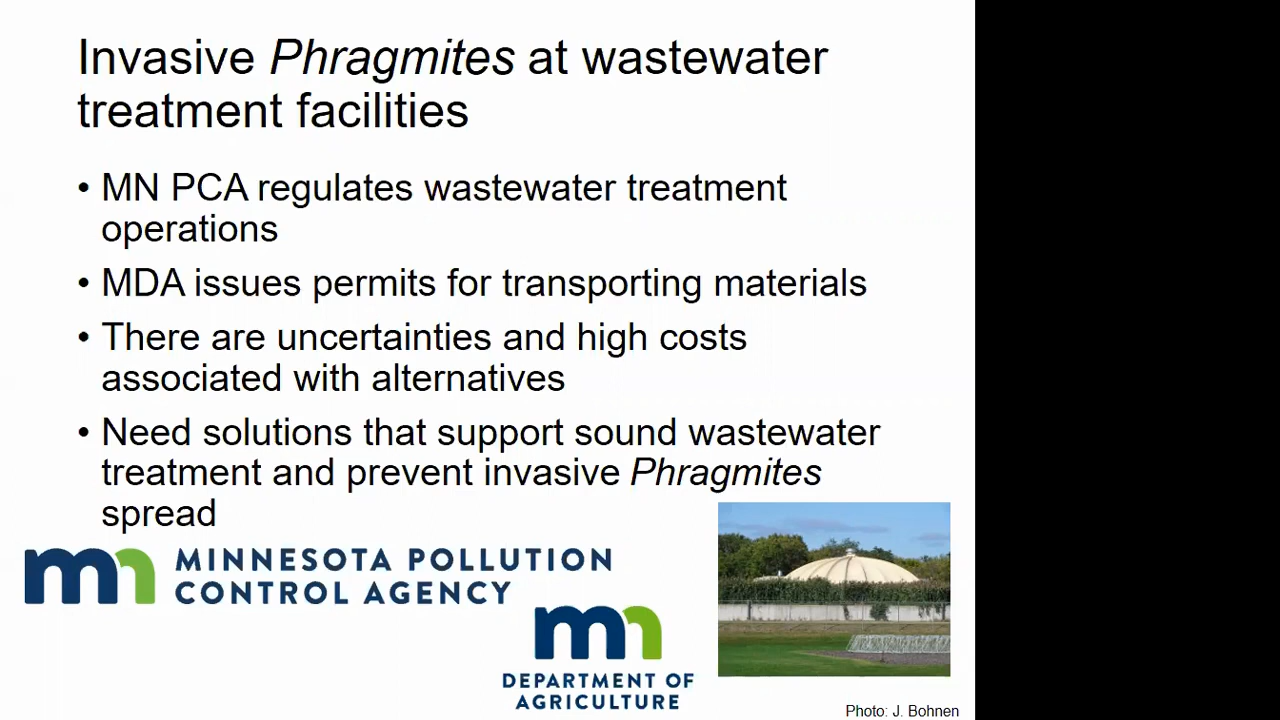 Invasive Phragmites at wastewater
treatment facilities
• MN PCA regulates wastewater treatment
operations
• MDA issues permits for transporting materials
• There are uncertainties and high costs
associated with alternatives
• Need solutions that support sound wastewater
treatment and prevent invasive Phragmites
spread
mn MINNESOTA POLLUTION
CONTROL AGENCY
mn
DEPARTMENT OF
AGRICULTURE
Photo: J. Bohnen